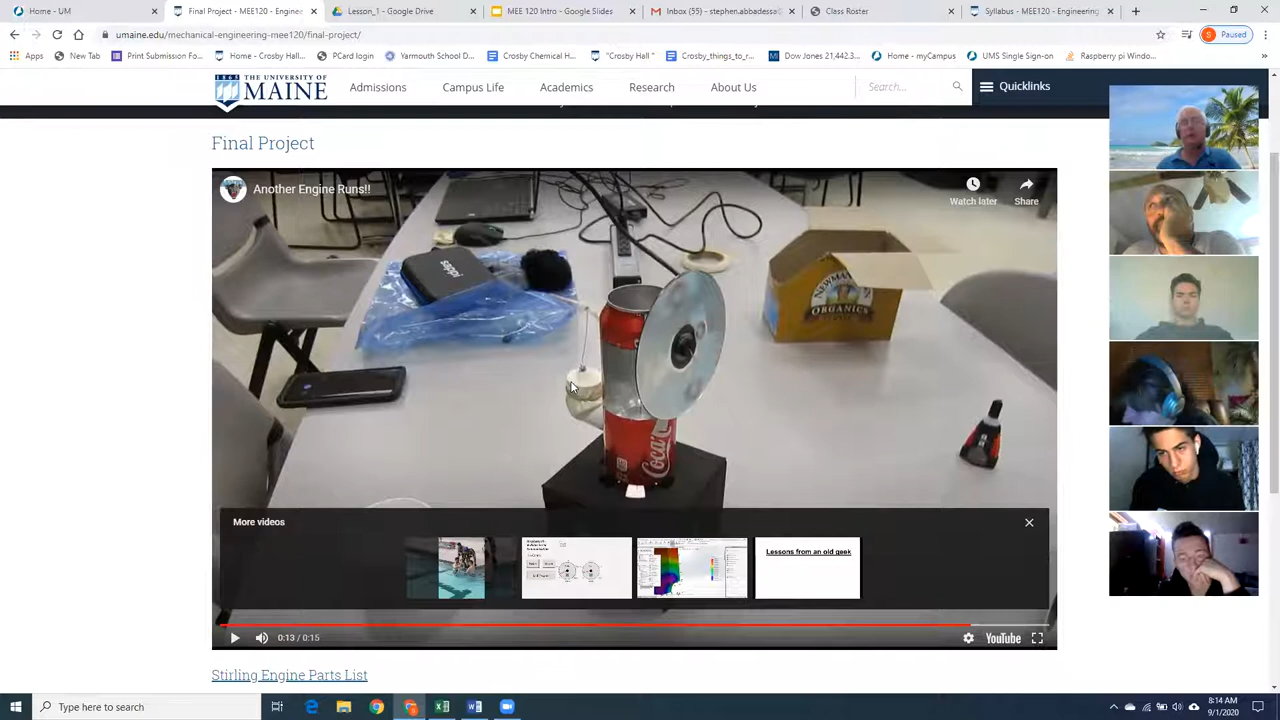 Home - UM
Final Project - MEE120 - Engine
Lesson_1 - Google Drive
MEE 120 Intro - Google Slides
Inbox (55) - stephen.abbadessa
Class Roster
Syllabus - MEE120 - Engineering
umaine.edu/mechanical-engineering-mee120/final-project/
S Paused
Apps
New Tab
Print Submission Fo...
Home - Crosby Hall...
PCard login
Yarmouth School D...
Crosby Chemical H...
"Crosby Hall"
Crosby_things_to_r...
Dow Jones 21,442.3...
Home - myCampus
UMS Single Sign-on
Raspberry pi Windo...
1865 THE UNIVERSITY OF
MAINE
Admissions
Campus Life
Academics
Research
About Us
Search...
Quicklinks
Final Project
Another Engine Runs!!
Watch later
Share
sappi
NEWMAN'S
ORGANICS
Coca-C
More videos
Lessons from an old geek
0:13 / 0:15
YouTube
Stirling Engine Parts List
Type here to search
8:14 AM
9/1/2020